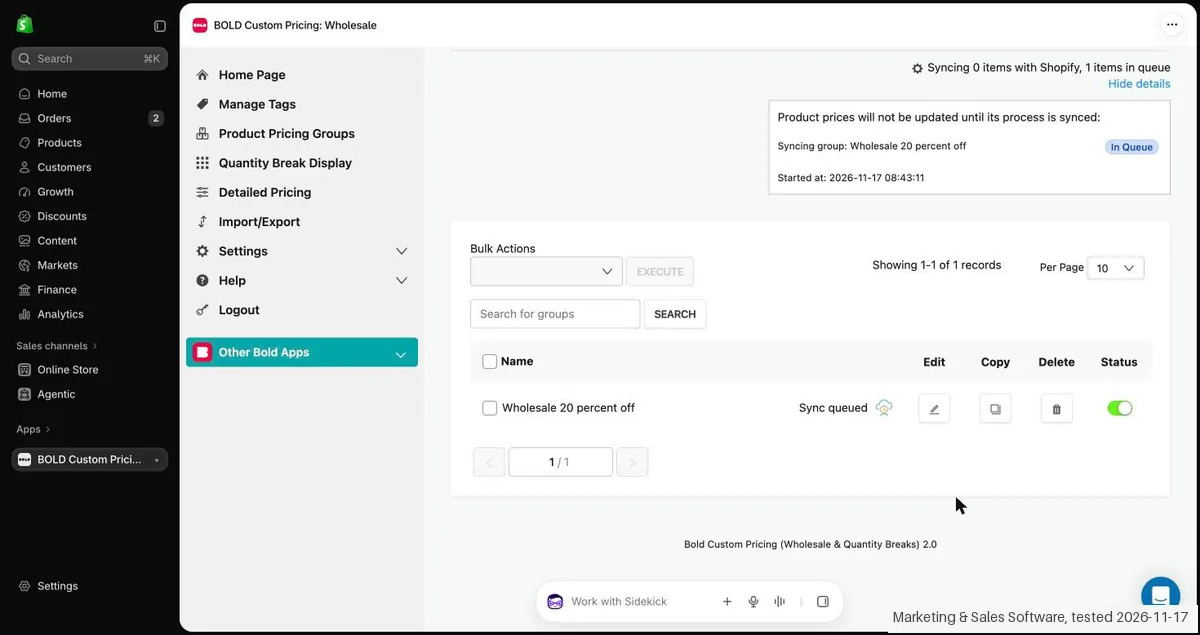 BOLD Custom Pricing: Wholesale
Search ⌘K
Home
Orders 2
Products
Customers
Growth
Discounts
Content
Markets
Finance
Analytics
Sales channels
Online Store
Agentic
Apps
BOLD Custom Prici...
Settings
Home Page
Manage Tags
Product Pricing Groups
Quantity Break Display
Detailed Pricing
Import/Export
Settings
Help
Logout
Other Bold Apps
Syncing 0 items with Shopify, 1 items in queue
Hide details
Product prices will not be updated until its process is synced:
Syncing group: Wholesale 20 percent off In Queue
Started at: 2026-11-17 08:43:11
Bulk Actions
EXECUTE
Showing 1-1 of 1 records
Per Page 10
Search for groups SEARCH
Name Edit Copy Delete Status
Wholesale 20 percent off Sync queued
1 / 1
Bold Custom Pricing (Wholesale & Quantity Breaks) 2.0
Work with Sidekick
Marketing & Sales Software, tested 2026-11-17